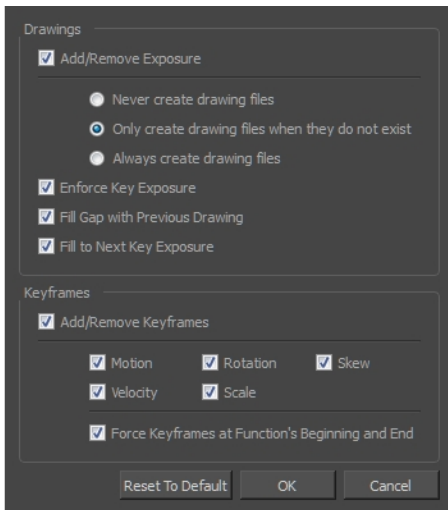 Drawings
Add/Remove Exposure
Never create drawing files
Only create drawing files when they do not exist
Always create drawing files
Enforce Key Exposure
Fill Gap with Previous Drawing
Fill to Next Key Exposure
Keyframes
Add/Remove Keyframes
Motion Rotation Skew
Velocity Scale
Force Keyframes at Function's Beginning and End
Reset To Default OK Cancel